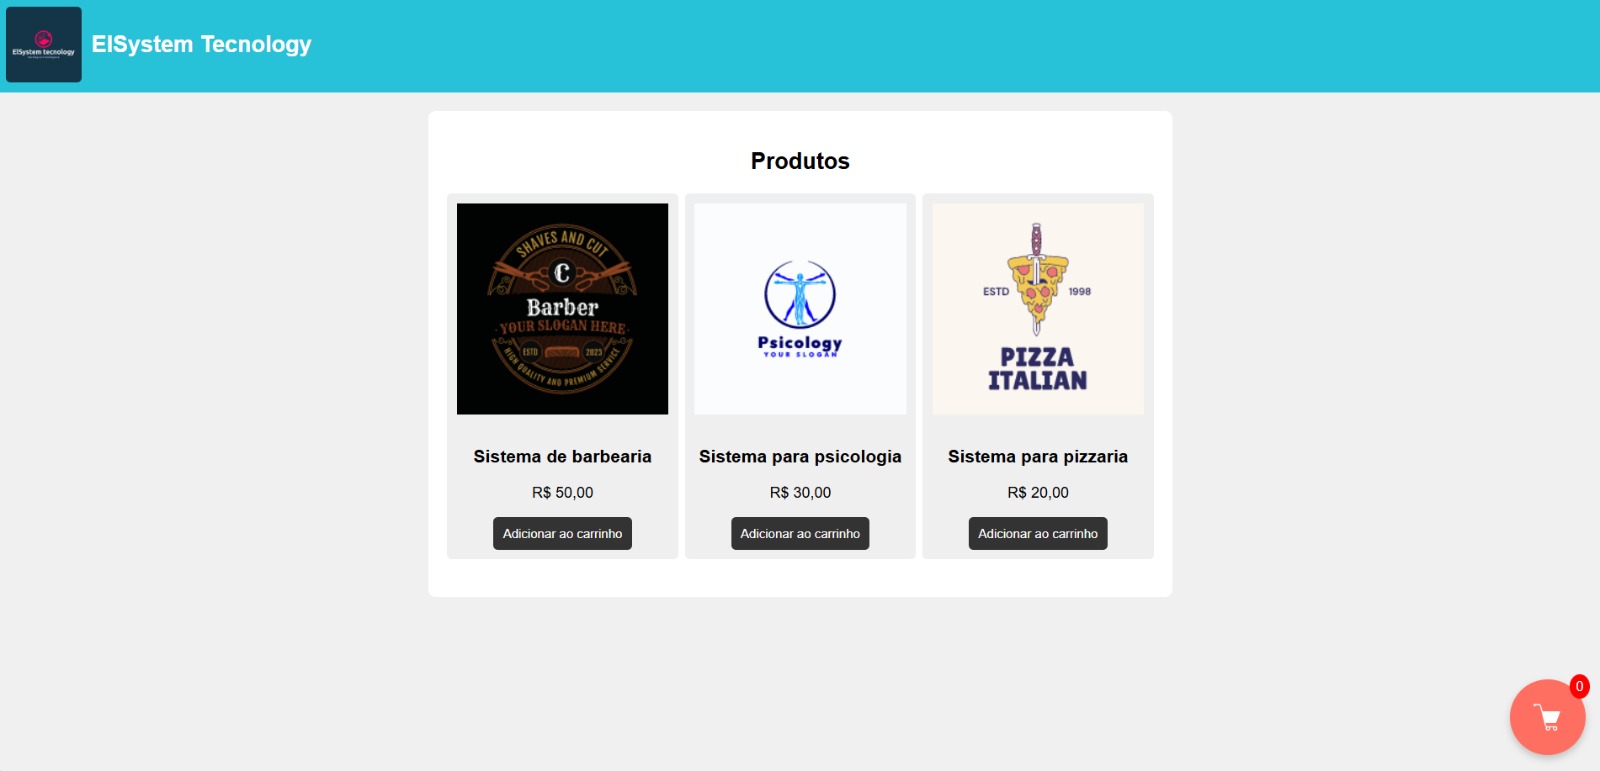 ElSystem tecnology
ElSystem Tecnology
Produtos
SHAVES AND CUT
C
Barber
YOUR SLOGAN HERE
ESTD
2023
HIGH QUALITY AND PREMIUM SERVICE
Psicology
YOUR SLOGAN
ESTD
1998
PIZZA
ITALIAN
Sistema de barbearia
Sistema para psicologia
Sistema para pizzaria
R$ 50,00
R$ 30,00
R$ 20,00
Adicionar ao carrinho
Adicionar ao carrinho
Adicionar ao carrinho
0